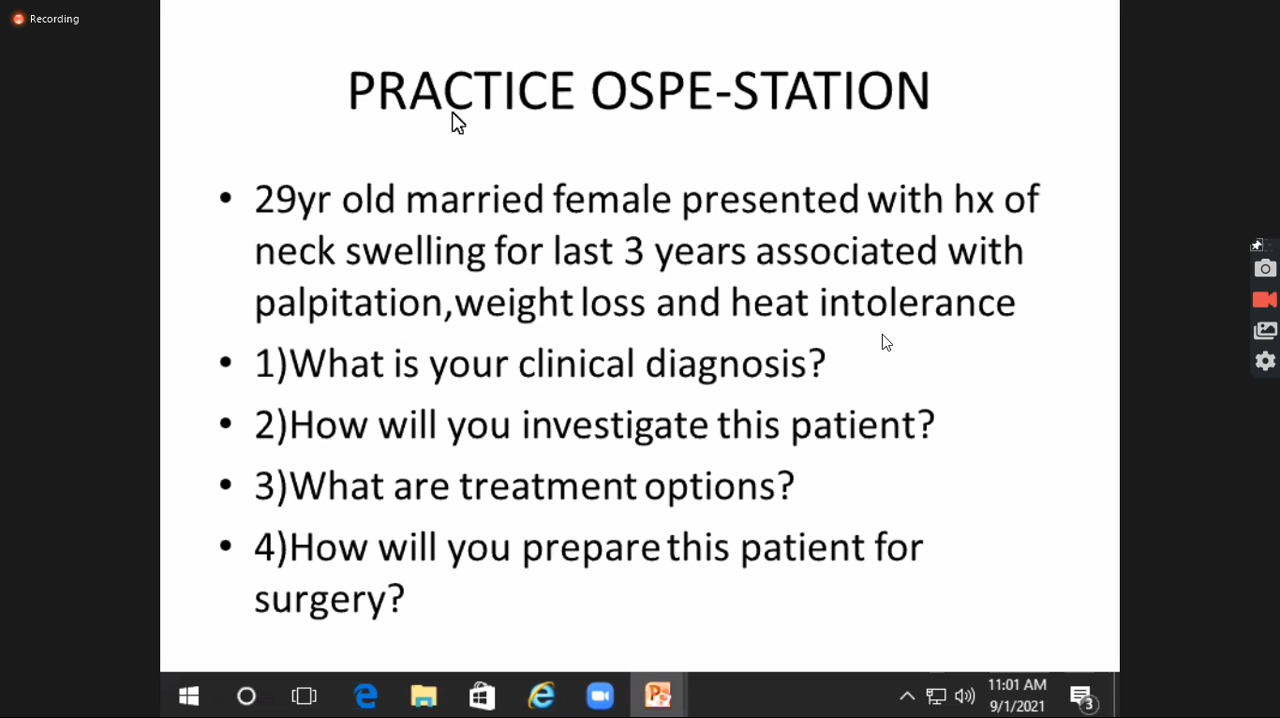 Recording
PRACTICE OSPE-STATION
• 29yr old married female presented with hx of
neck swelling for last 3 years associated with
palpitation,weight loss and heat intolerance
• 1)What is your clinical diagnosis?
• 2)How will you investigate this patient?
• 3)What are treatment options?
• 4)How will you prepare this patient for
surgery?
11:01 AM
9/1/2021
3